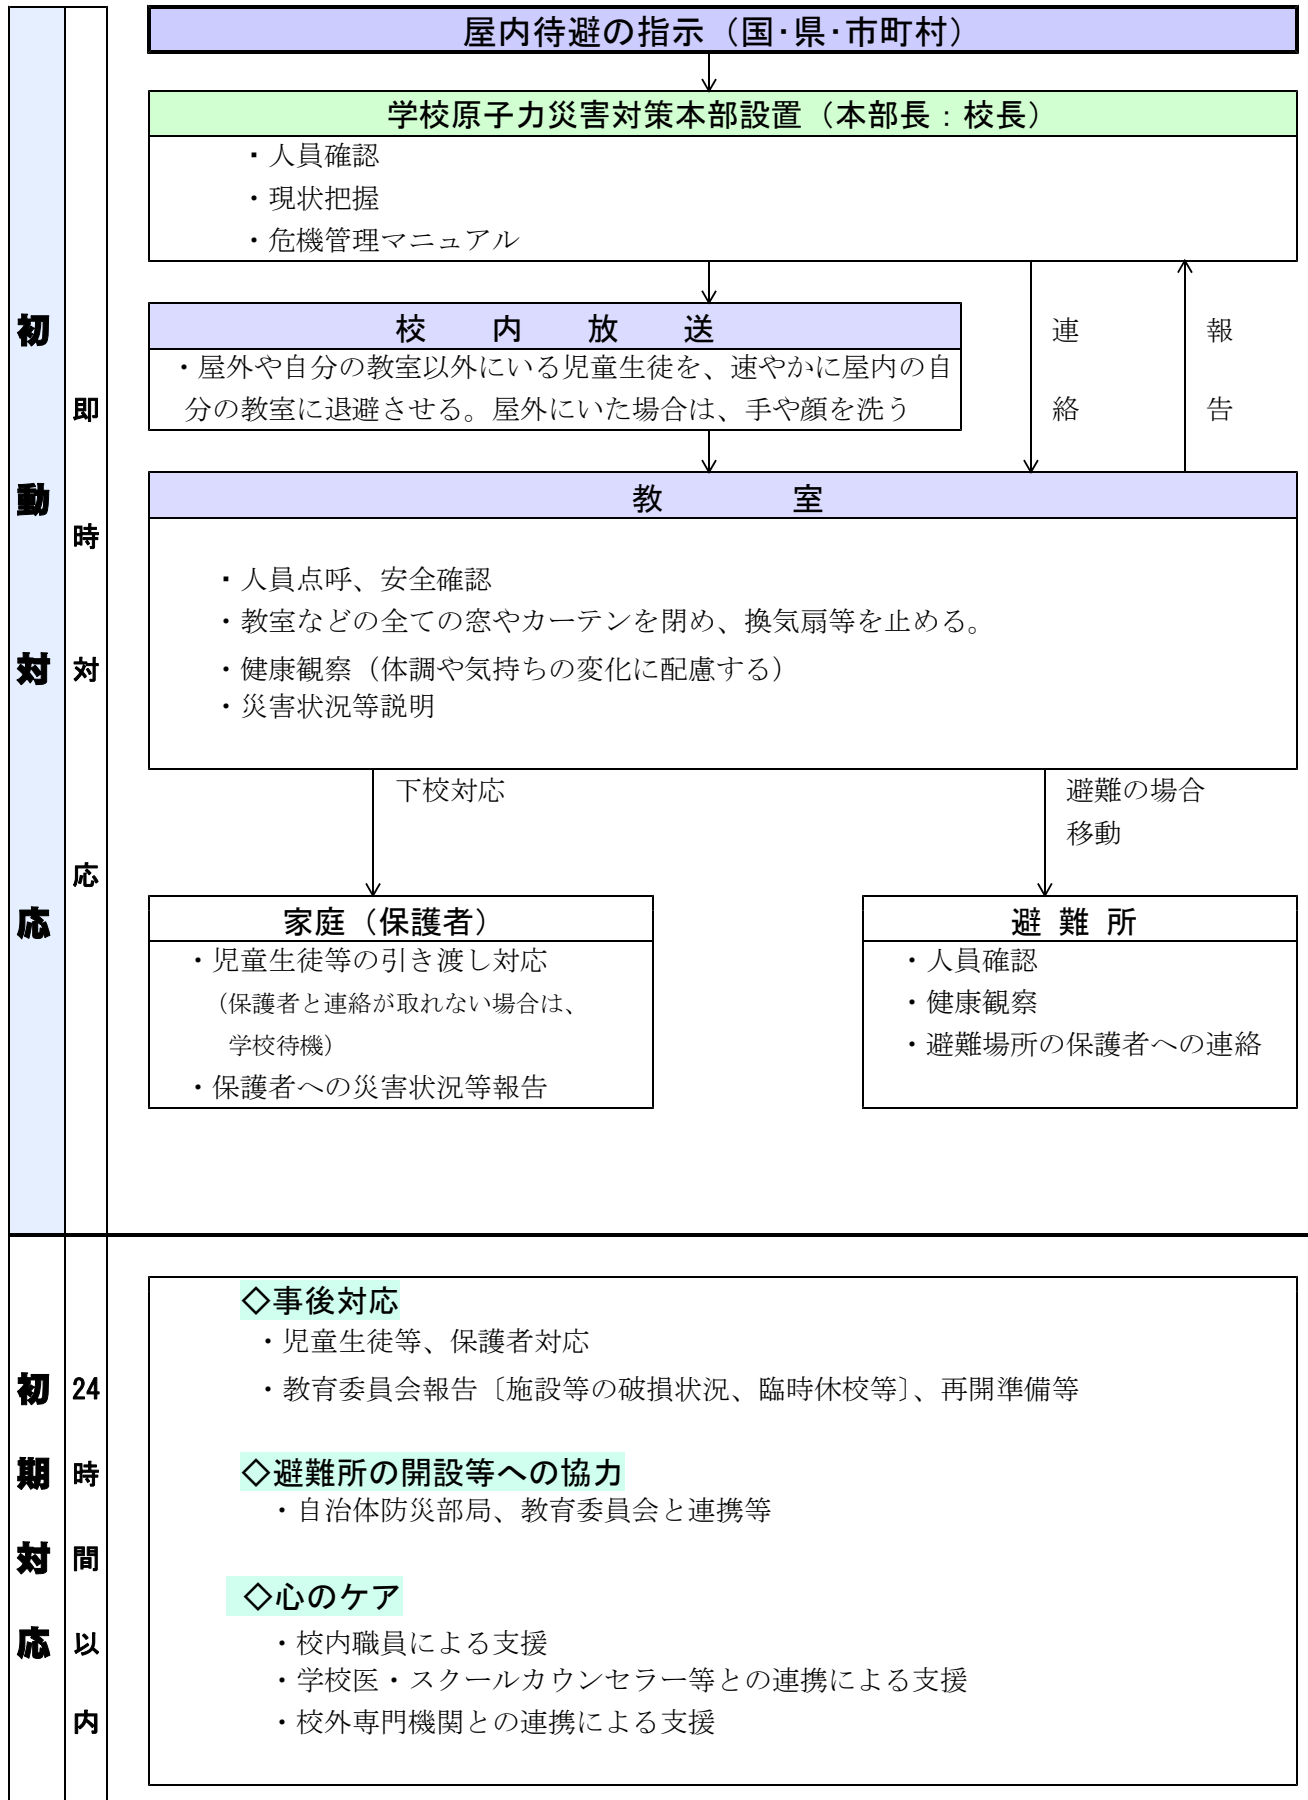 屋内待避の指示（国･県･市町村）
学校原子力災害対策本部設置（本部長：校長）
・人員確認
・現状把握
・危機管理マニュアル
校内放送
・屋外や自分の教室以外にいる児童生徒を、速やかに屋内の自
分の教室に退避させる。屋外にいた場合は、手や顔を洗う
連絡
報告
教室
・人員点呼、安全確認
・教室などの全ての窓やカーテンを閉め、換気扇等を止める。
・健康観察（体調や気持ちの変化に配慮する）
・災害状況等説明
下校対応
避難の場合
移動
家庭（保護者）
・児童生徒等の引き渡し対応
（保護者と連絡が取れない場合は、
学校待機）
・保護者への災害状況等報告
避難所
・人員確認
・健康観察
・避難場所の保護者への連絡
初動対応
即時対応
◇事後対応
・児童生徒等、保護者対応
・教育委員会報告〔施設等の破損状況、臨時休校等〕、再開準備等
◇避難所の開設等への協力
・自治体防災部局、教育委員会と連携等
◇心のケア
・校内職員による支援
・学校医・スクールカウンセラー等との連携による支援
・校外専門機関との連携による支援
初期対応
24時間以内